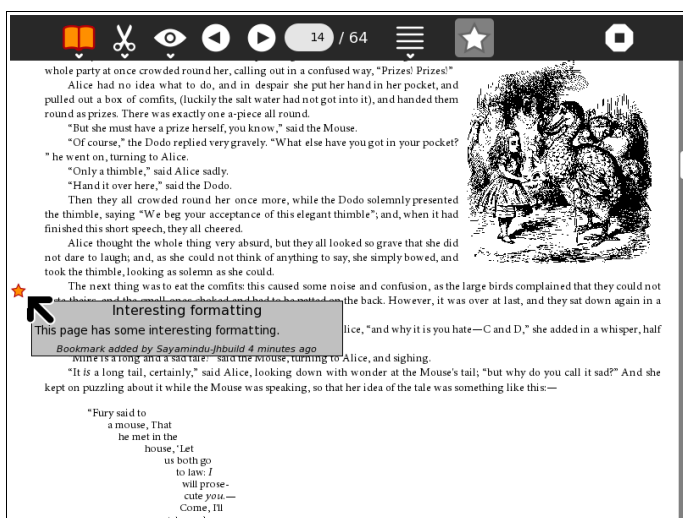 14 / 64
whole party at once crowded round her, calling out in a confused way, “Prizes! Prizes!”
Alice had no idea what to do, and in despair she put her hand in her pocket, and
pulled out a box of comfits, (luckily the salt water had not got into it), and handed them
round as prizes. There was exactly one a-piece all round.
“But she must have a prize herself, you know,” said the Mouse.
“Of course,” the Dodo replied very gravely. “What else have you got in your pocket?
” he went on, turning to Alice.
“Only a thimble,” said Alice sadly.
“Hand it over here,” said the Dodo.
Then they all crowded round her once more, while the Dodo solemnly presented
the thimble, saying “We beg your acceptance of this elegant thimble”; and, when it had
finished this short speech, they all cheered.
Alice thought the whole thing very absurd, but they all looked so grave that she did
not dare to laugh; and, as she could not think of anything to say, she simply bowed, and
took the thimble, looking as solemn as she could.
The next thing was to eat the comfits: this caused some noise and confusion, as the large birds complained that they could not
the back. However, it was over at last, and they sat down again in a
Interesting formatting
This page has some interesting formatting.
Bookmark added by Sayamindu-Jhbuild 4 minutes ago
lice, “and why it is you hate—C and D,” she added in a whisper, half
“Mine is a long and a sad tale!” said the Mouse, turning to Alice, and sighing.
“It is a long tail, certainly,” said Alice, looking down with wonder at the Mouse's tail; “but why do you call it sad?” And she
kept on puzzling about it while the Mouse was speaking, so that her idea of the tale was something like this:—
“Fury said to
a mouse, That
he met in the
house, ‘Let
us both go
to law: I
will prose-
cute you.—
Come, I'll